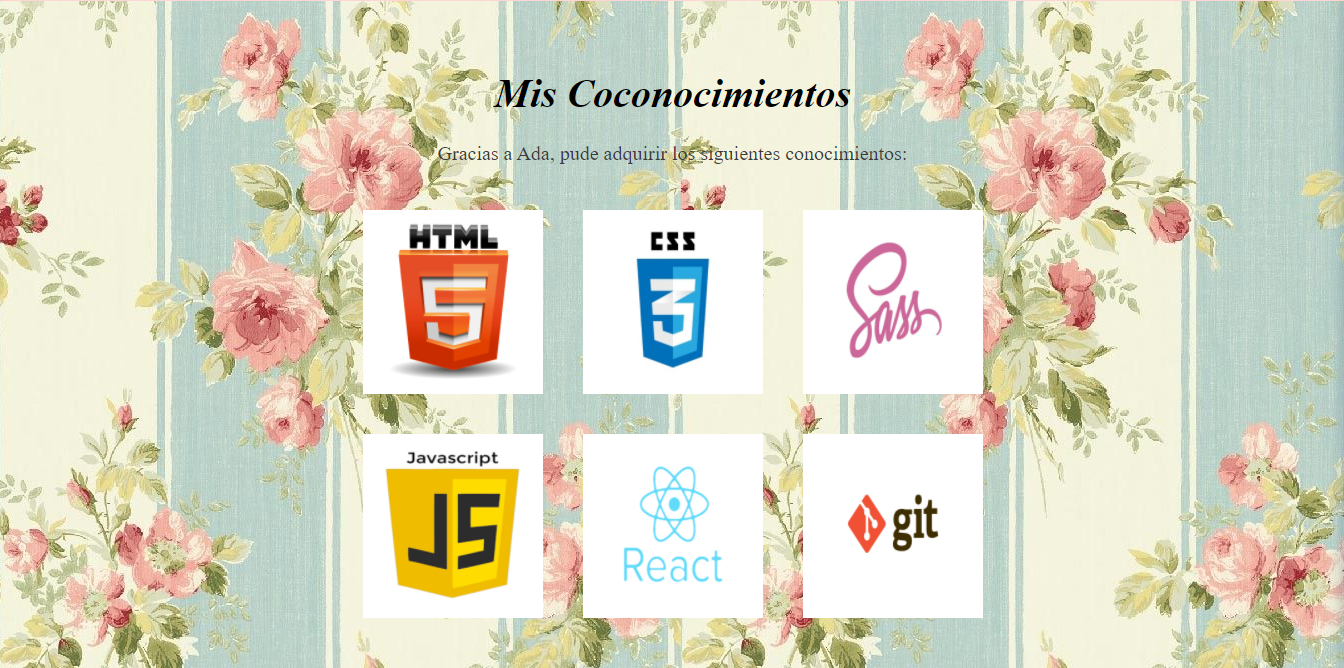 Mis Coconocimientos
Gracias a Ada, pude adquirir los siguientes conocimientos:
HTML
5
CSS
3
Sass
Javascript
JS
React
git